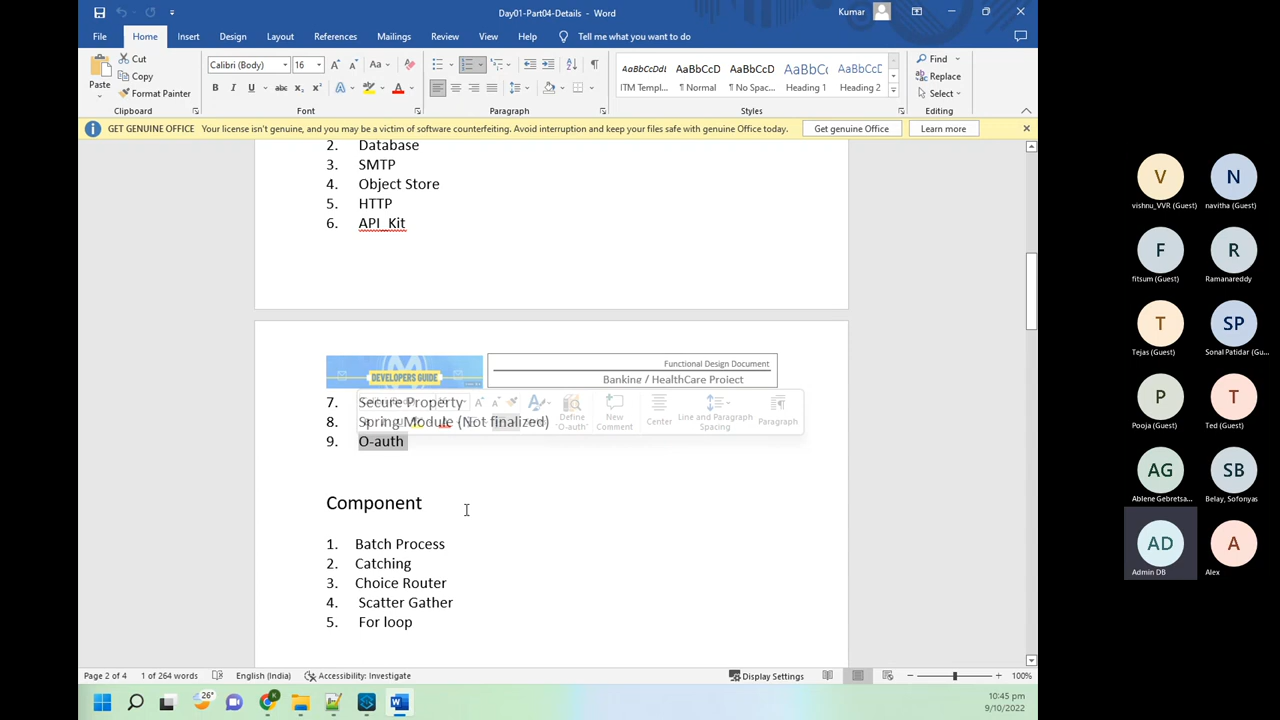 Day01-Part04-Details - Word
Kumar
File Home Insert Design Layout References Mailings Review View Help Tell me what you want to do
Paste
Cut
Copy
Format Painter
Calibri (Body) 16
Clipboard Font Paragraph Styles Editing
AaBbCcDdI AaBbCcD AaBbCcD AaBbCc AaBbCcD
ITM Templ... ¶ Normal ¶ No Spac... Heading 1 Heading 2
Find
Replace
Select
GET GENUINE OFFICE Your license isn't genuine, and you may be a victim of software counterfeiting. Avoid interruption and keep your files safe with genuine Office today. Get genuine Office Learn more
2. Database
3. SMTP
4. Object Store
5. HTTP
6. API_Kit
DEVELOPERS GUIDE
Functional Design Document
Banking / HealthCare Project
7. Secure Property
8. Spring Module (Not finalized)
9. O-auth
Define "O-auth"
New Comment
Center
Line and Paragraph Spacing
Paragraph
Component
1. Batch Process
2. Catching
3. Choice Router
4. Scatter Gather
5. For loop
Page 2 of 4 1 of 264 words English (India) Accessibility: Investigate Display Settings 100%
26°
10:45 pm
9/10/2022
V
vishnu_VVR (Guest)
N
navitha (Guest)
F
fitsum (Guest)
R
Ramanareddy
T
Tejas (Guest)
SP
Sonal Patidar (Gu...
P
Pooja (Guest)
T
Ted (Guest)
AG
Ablene Gebretsa...
SB
Belay, Sofonyas
AD
Admin DB
A
Alex